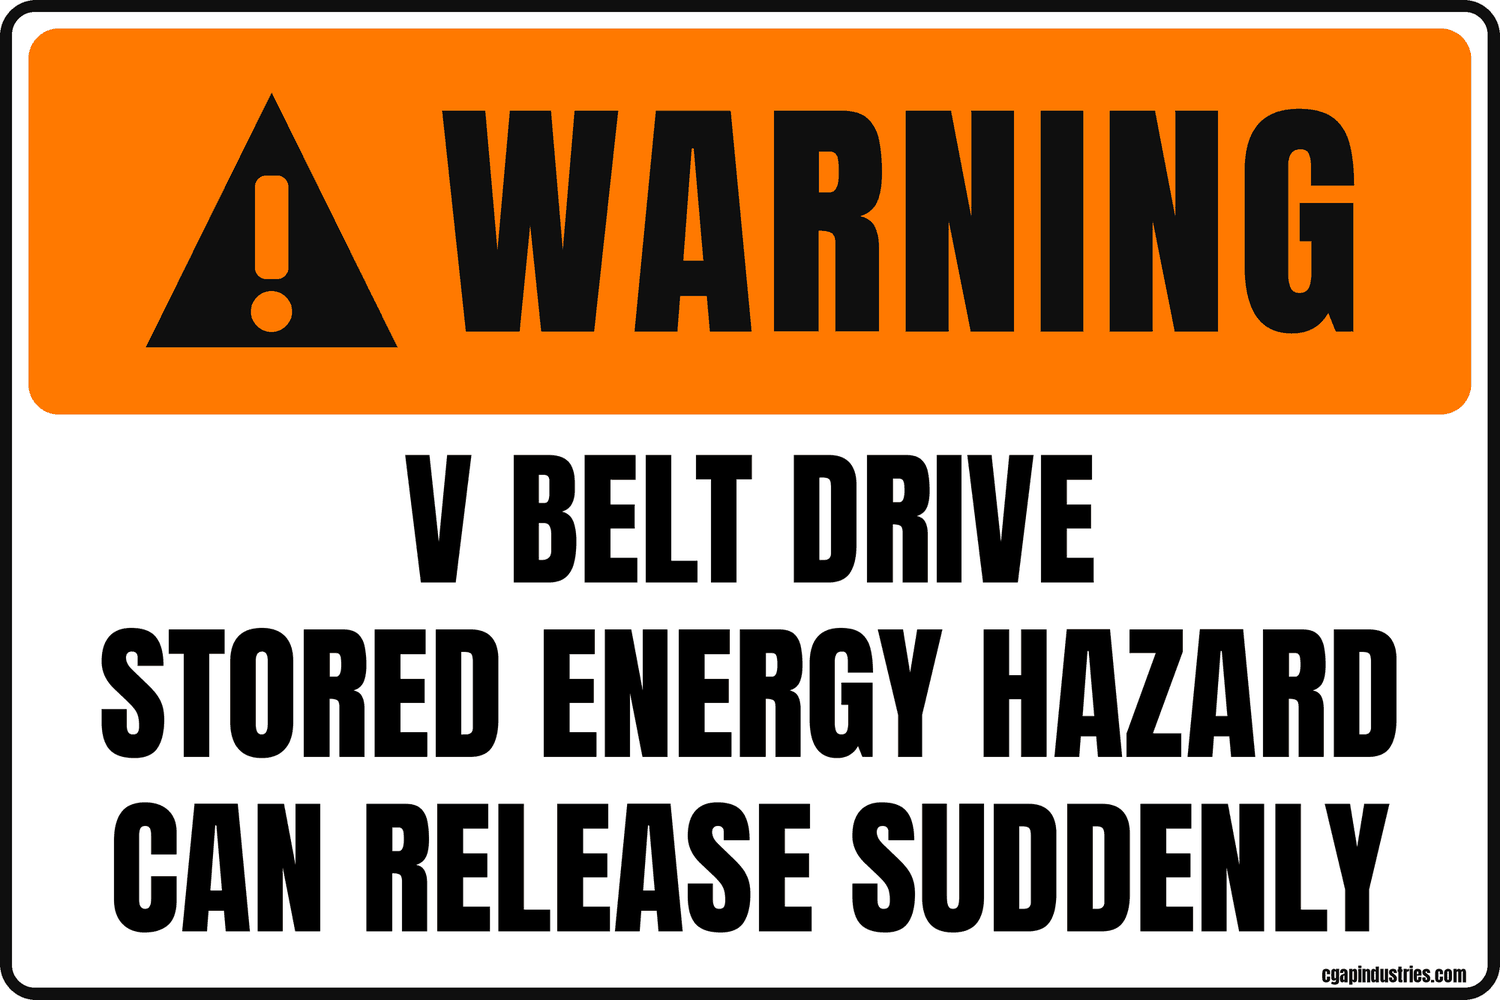 WARNING
V BELT DRIVE
STORED ENERGY HAZARD
CAN RELEASE SUDDENLY
cgapindustries.com